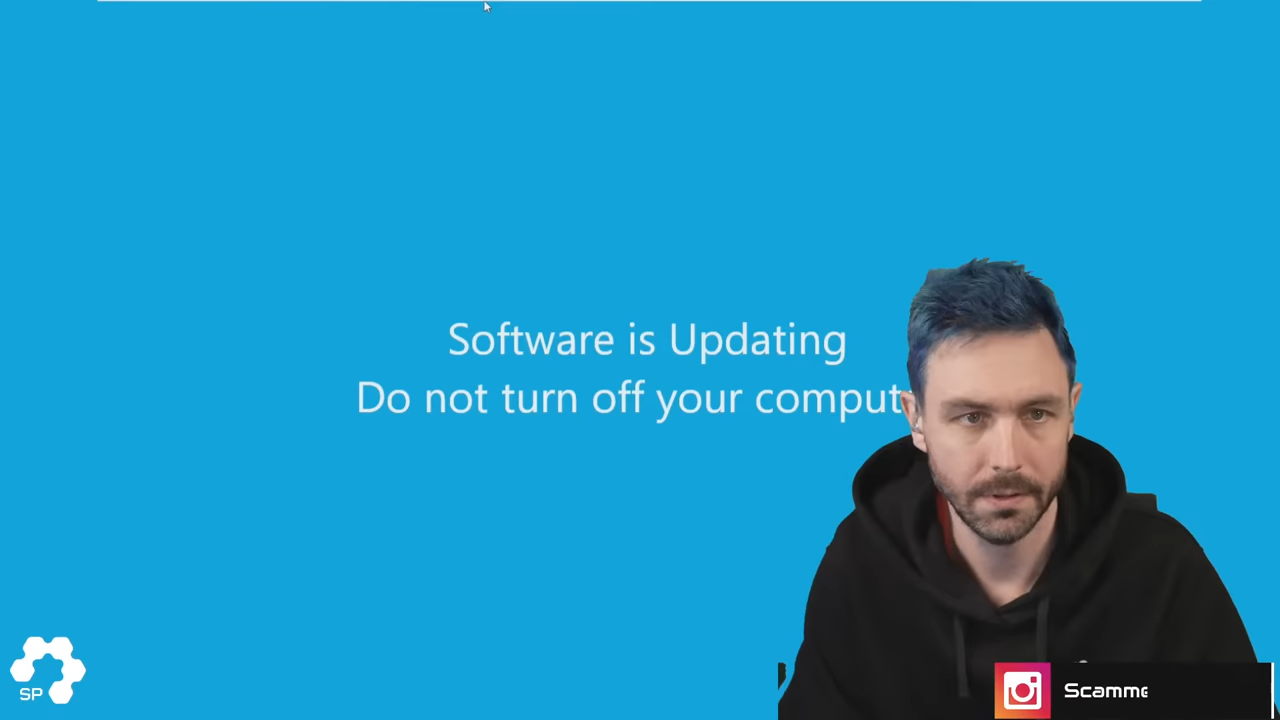 Software is Updating
Do not turn off your comput
SP
Scamme